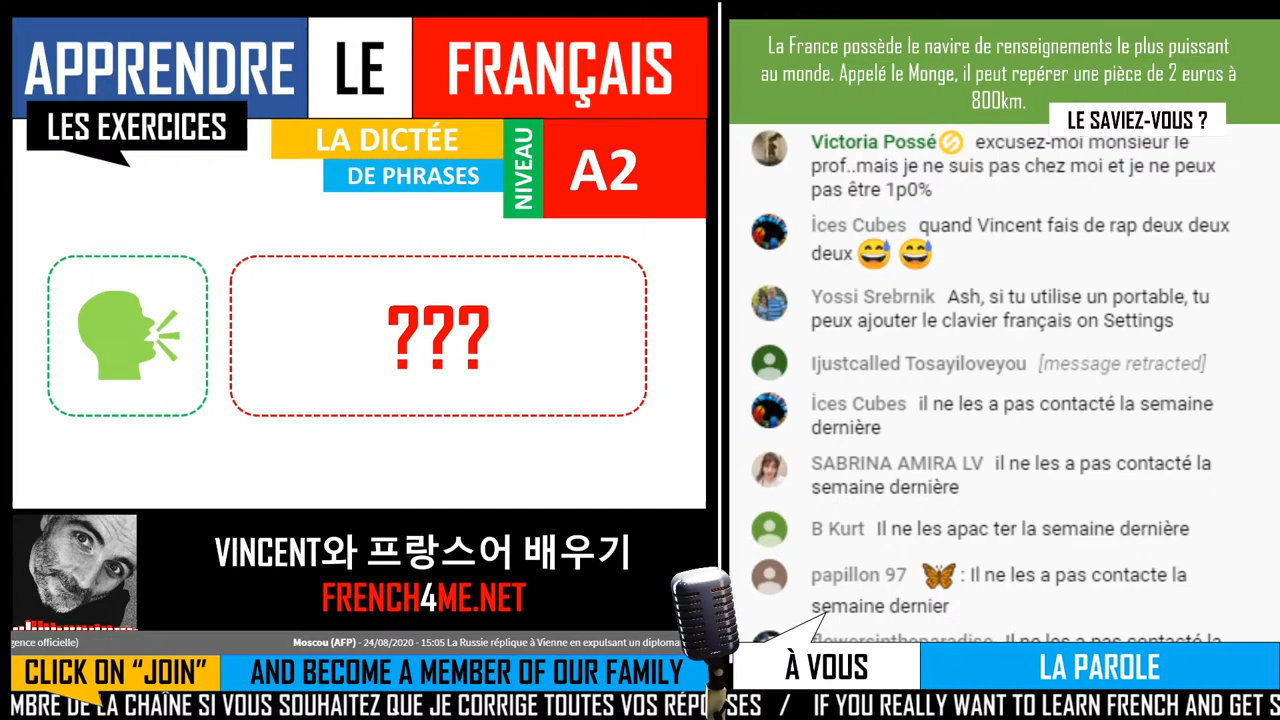 APPRENDRE LE FRANÇAIS
LES EXERCICES
LA DICTÉE
DE PHRASES
NIVEAU
A2
???
VINCENT와 프랑스어 배우기
FRENCH4ME.NET
gence officielle)
Moscou (AFP) - 24/08/2020 - 15:05 La Russie réplique à Vienne en expulsant un diploma
CLICK ON “JOIN” AND BECOME A MEMBER OF OUR FAMILY
La France possède le navire de renseignements le plus puissant
au monde. Appelé le Monge, il peut repérer une pièce de 2 euros à
800km.
LE SAVIEZ-VOUS ?
Victoria Possé excusez-moi monsieur le
prof..mais je ne suis pas chez moi et je ne peux
pas être 1p0%
İces Cubes quand Vincent fais de rap deux deux
deux 😅 😅
Yossi Srebrnik Ash, si tu utilise un portable, tu
peux ajouter le clavier français on Settings
Ijustcalled Tosayiloveyou [message retracted]
İces Cubes il ne les a pas contacté la semaine
dernière
SABRINA AMIRA LV il ne les a pas contacté la
semaine dernière
B Kurt Il ne les apac ter la semaine dernière
papillon 97 🦋 : Il ne les a pas contacte la
semaine dernier
flowersintheparadise Il ne les a pas contacté la
À VOUS LA PAROLE
MBRE DE LA CHAÎNE SI VOUS SOUHAITEZ QUE JE CORRIGE TOUTES VOS RÉPONSES / IF YOU REALLY WANT TO LEARN FRENCH AND GET S